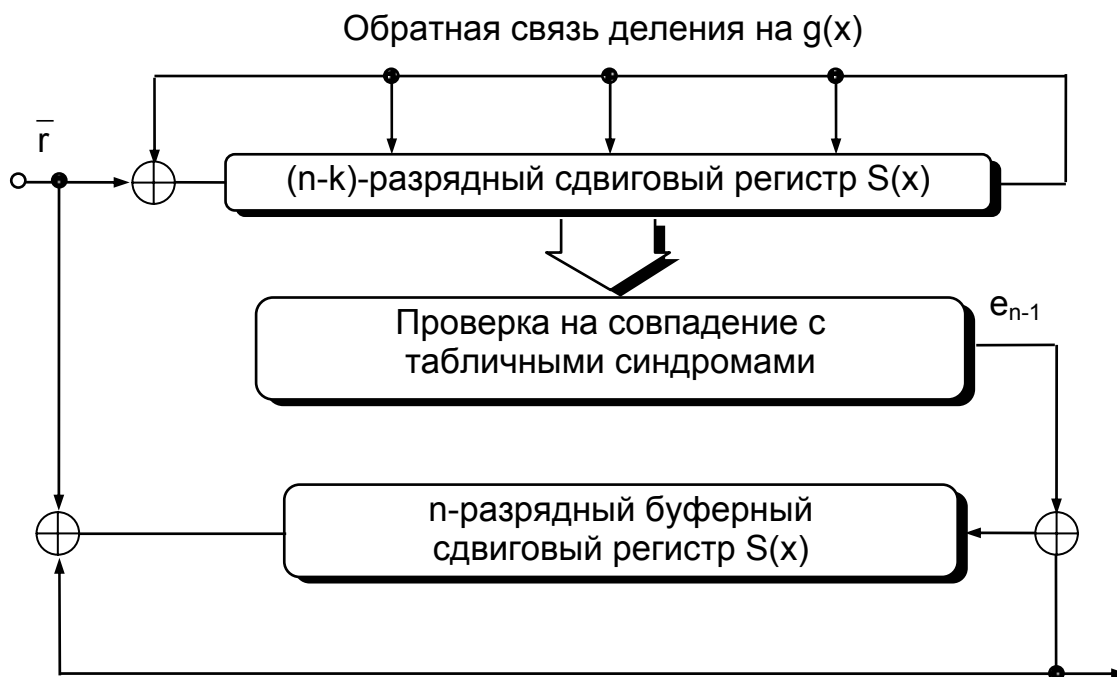 Обратная связь деления на g(x)
r̅
(n-k)-разрядный сдвиговый регистр S(x)
Проверка на совпадение с
табличными синдромами
eₙ₋₁
n-разрядный буферный
сдвиговый регистр S(x)